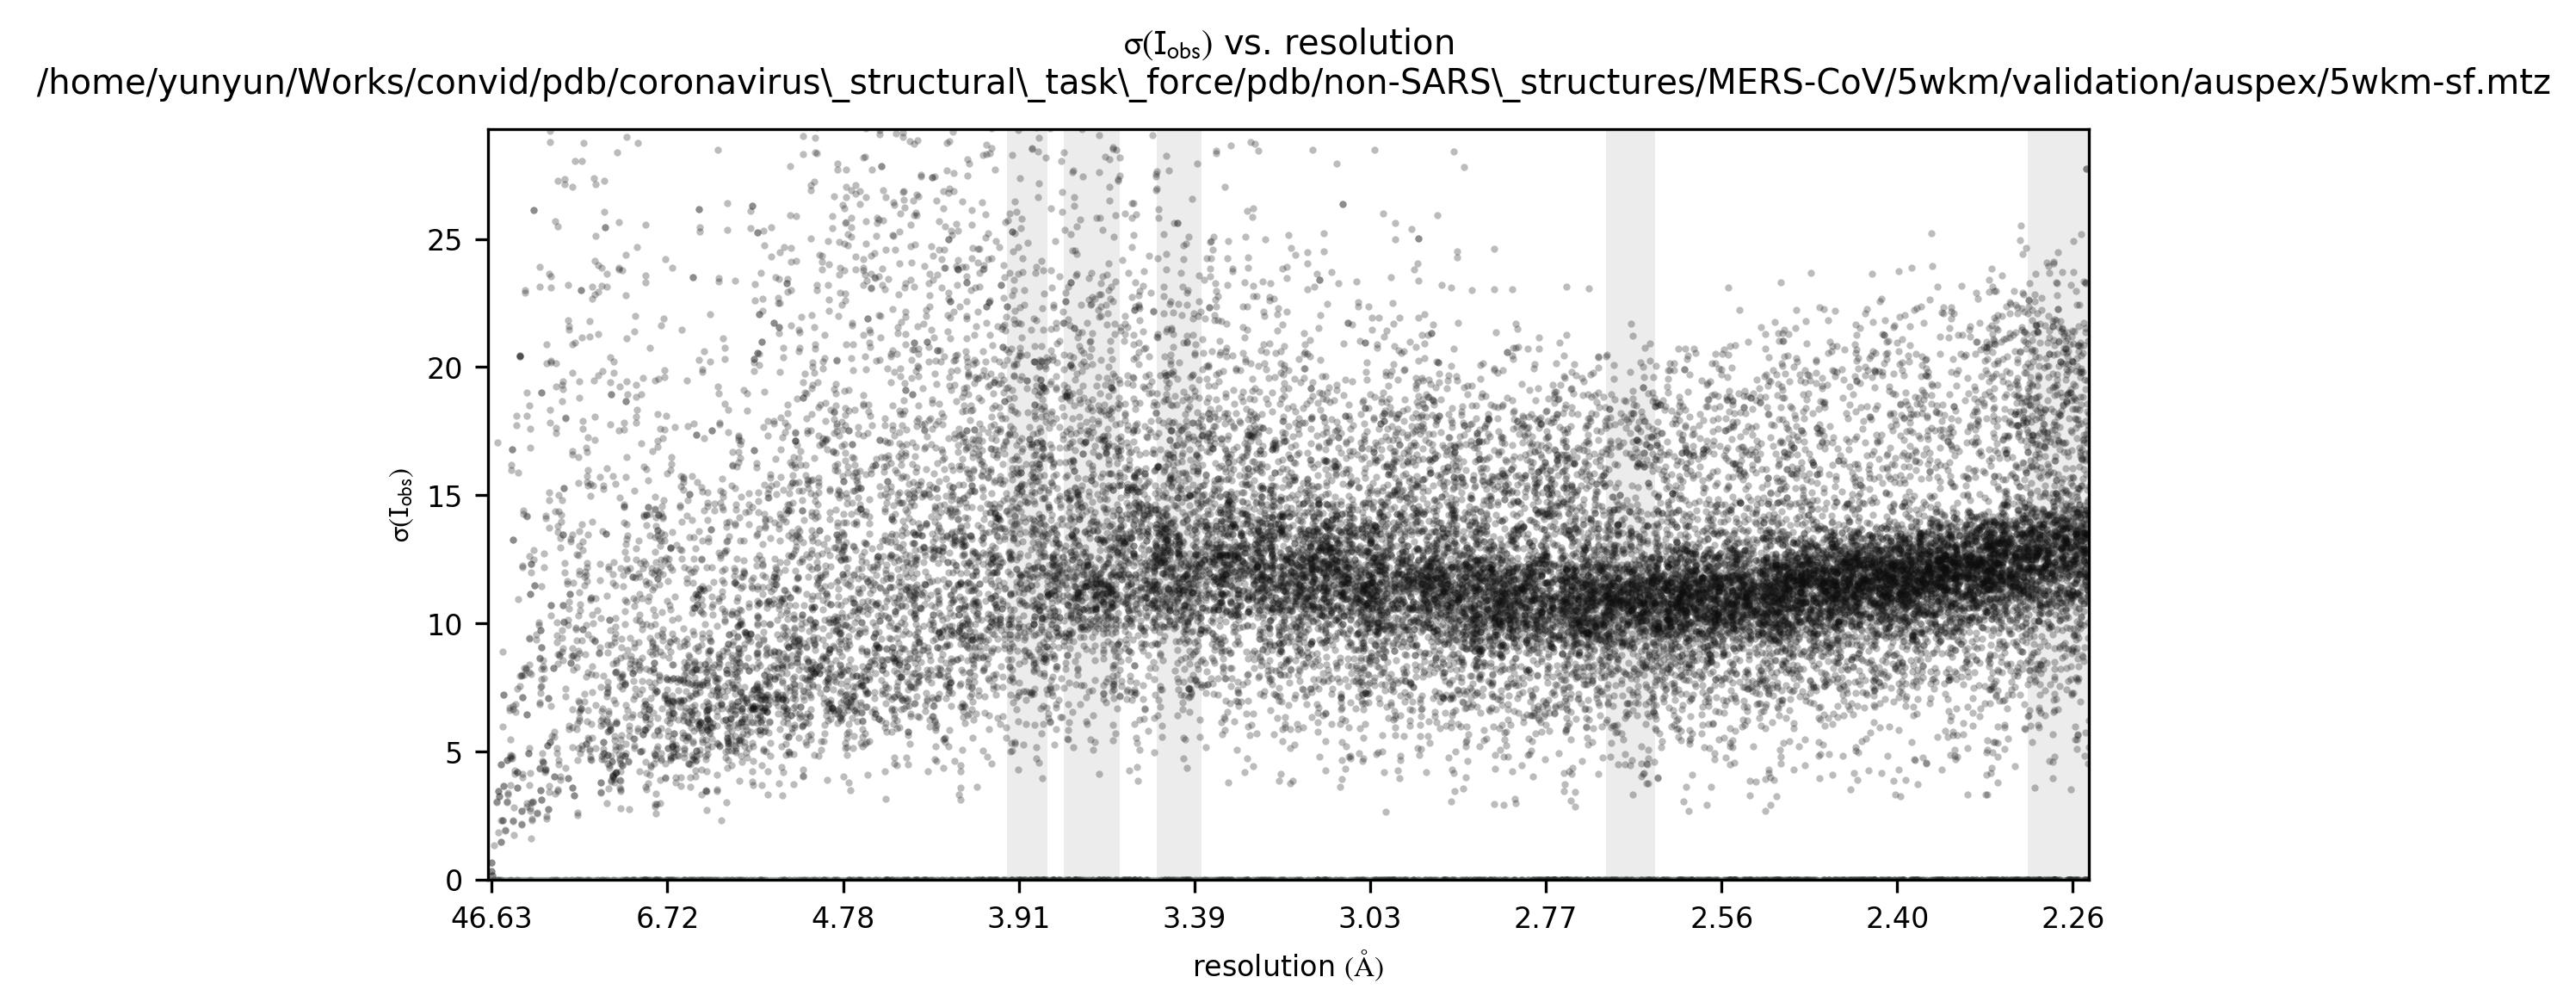 σ(I_obs) vs. resolution
/home/yunyun/Works/convid/pdb/coronavirus\_structural\_task\_force/pdb/non-SARS\_structures/MERS-CoV/5wkm/validation/auspex/5wkm-sf.mtz
25
20
15
10
5
0
σ(I_obs)
46.63 6.72 4.78 3.91 3.39 3.03 2.77 2.56 2.40 2.26
resolution (Å)